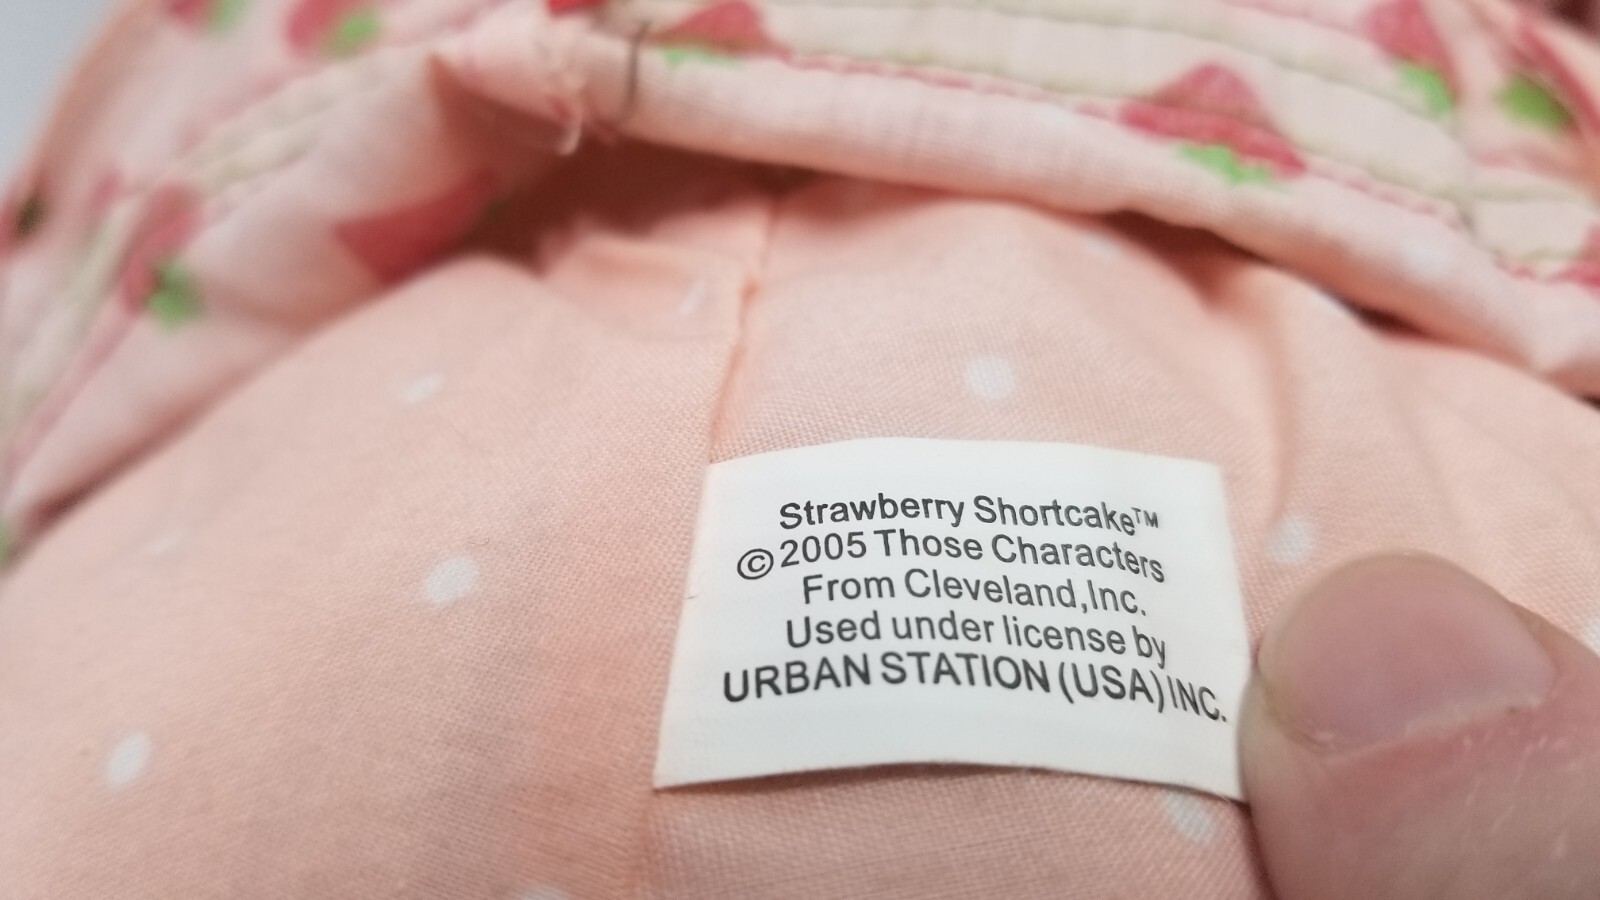 Strawberry Shortcake™
©2005 Those Characters
From Cleveland,Inc.
Used under license by
URBAN STATION (USA) INC.